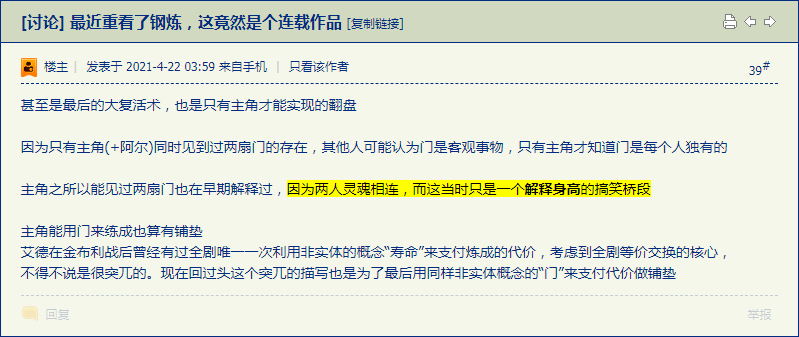 [讨论] 最近重看了钢炼，这竟然是个连载作品 [复制链接]
楼主 | 发表于 2021-4-22 03:59 来自手机 | 只看该作者
39#
甚至是最后的大复活术，也是只有主角才能实现的翻盘
因为只有主角(+阿尔)同时见到过两扇门的存在，其他人可能认为门是客观事物，只有主角才知道门是每个人独有的
主角之所以能见过两扇门也在早期解释过，因为两人灵魂相连，而这当时只是一个解释身高的搞笑桥段
主角能用门来练成也算有铺垫
艾德在金布利战后曾经有过全剧唯一一次利用非实体的概念“寿命”来支付炼成的代价，考虑到全剧等价交换的核心，
不得不说是很突兀的。现在回过头这个突兀的描写也是为了最后用同样非实体概念的“门”来支付代价做铺垫
回复
举报